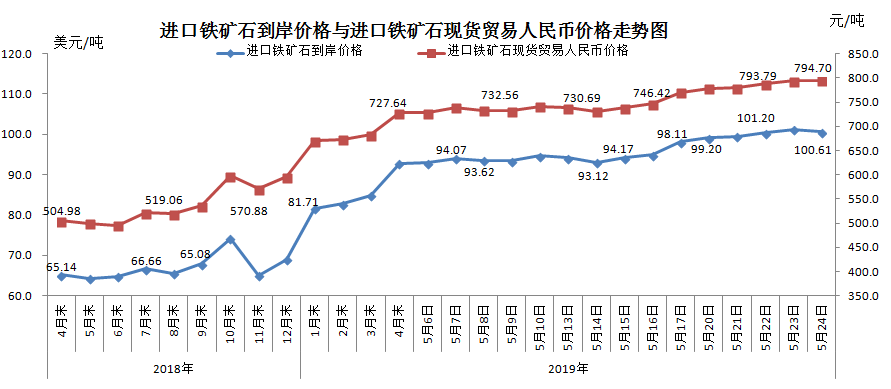 进口铁矿石到岸价格与进口铁矿石现货贸易人民币价格走势图
美元/吨
元/吨
进口铁矿石到岸价格
进口铁矿石现货贸易人民币价格
120.0
110.0
100.0
90.0
80.0
70.0
60.0
850.0
800.0
750.0
700.0
650.0
600.0
550.0
500.0
450.0
400.0
350.0
504.98
519.06
570.88
727.64
732.56
730.69
746.42
793.79
794.70
65.14
66.66
65.08
81.71
94.07
93.62
93.12
94.17
98.11
99.20
101.20
100.61
4月末
5月末
6月末
7月末
8月末
9月末
10月末
11月末
12月末
1月末
2月末
3月末
4月末
5月6日
5月7日
5月8日
5月9日
5月10日
5月13日
5月14日
5月15日
5月16日
5月17日
5月20日
5月21日
5月22日
5月23日
5月24日
2018年
2019年